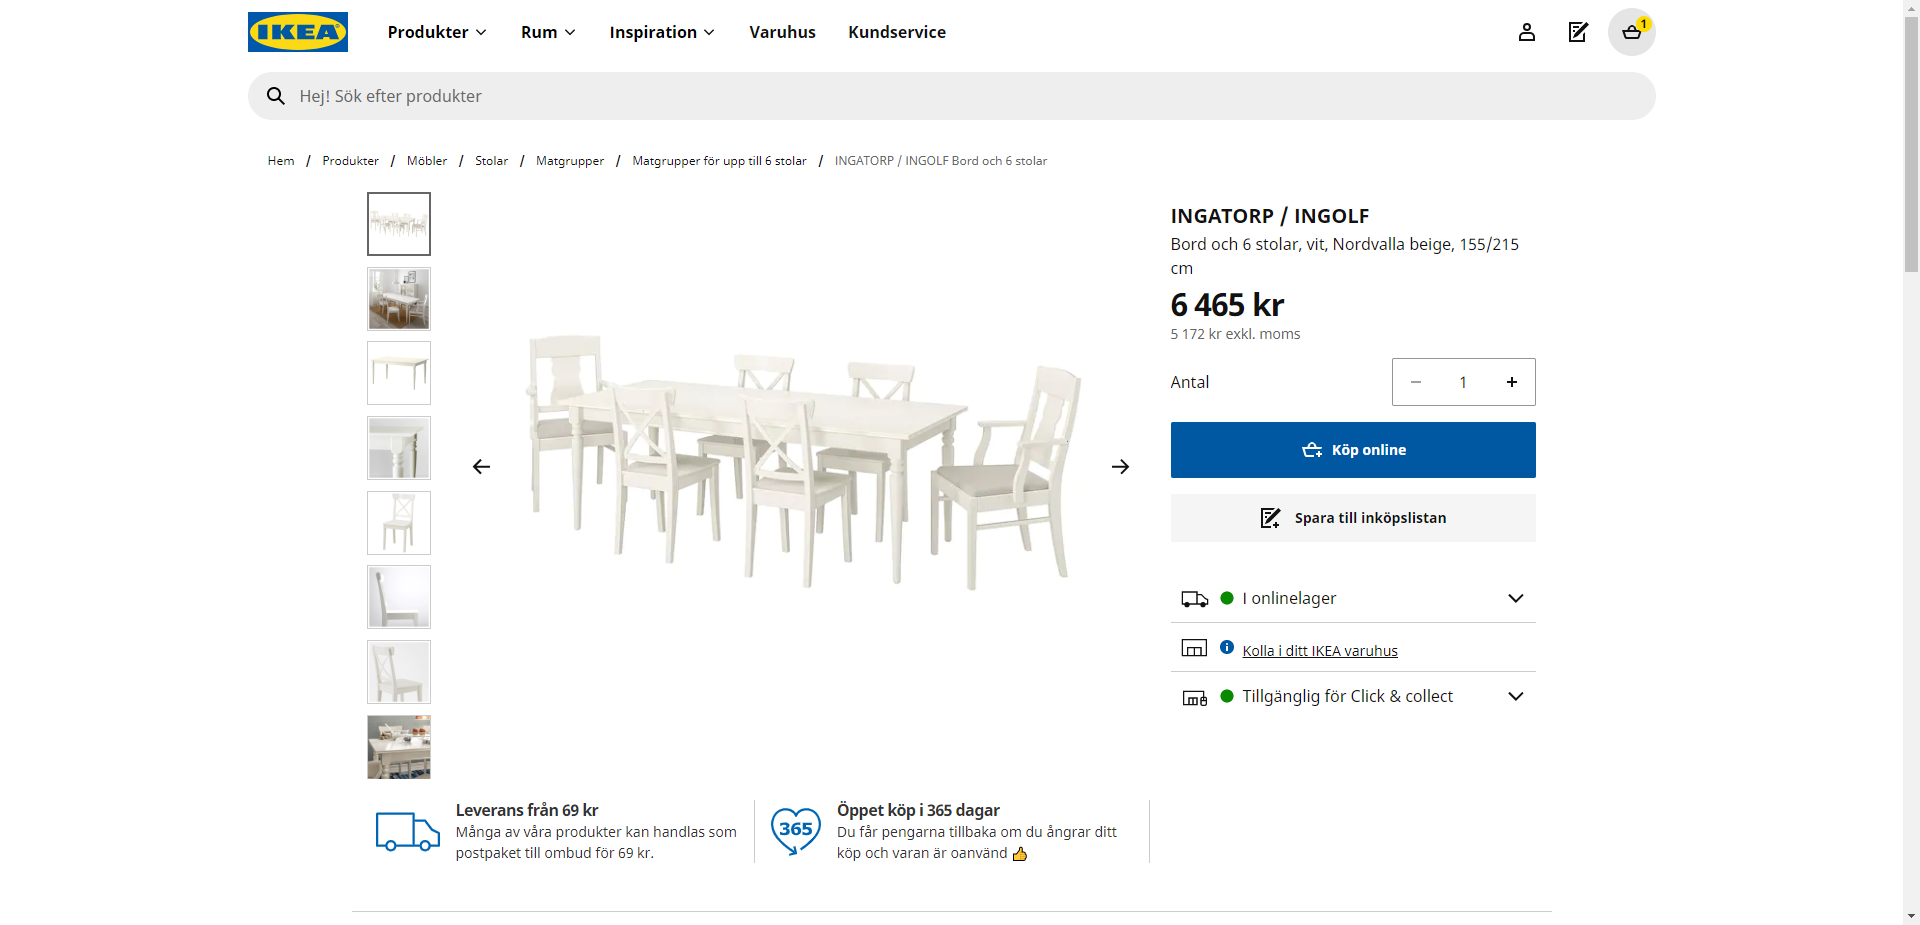 IKEA
Produkter
Rum
Inspiration
Varuhus
Kundservice
1
Hej! Sök efter produkter
Hem / Produkter / Möbler / Stolar / Matgrupper / Matgrupper för upp till 6 stolar / INGATORP / INGOLF Bord och 6 stolar
INGATORP / INGOLF
Bord och 6 stolar, vit, Nordvalla beige, 155/215
cm
6 465 kr
5 172 kr exkl. moms
Antal
1
Köp online
Spara till inköpslistan
I onlinelager
Kolla i ditt IKEA varuhus
Tillgänglig för Click & collect
Leverans från 69 kr
Många av våra produkter kan handlas som
postpaket till ombud för 69 kr.
365
Öppet köp i 365 dagar
Du får pengarna tillbaka om du ångrar ditt
köp och varan är oanvänd 👍